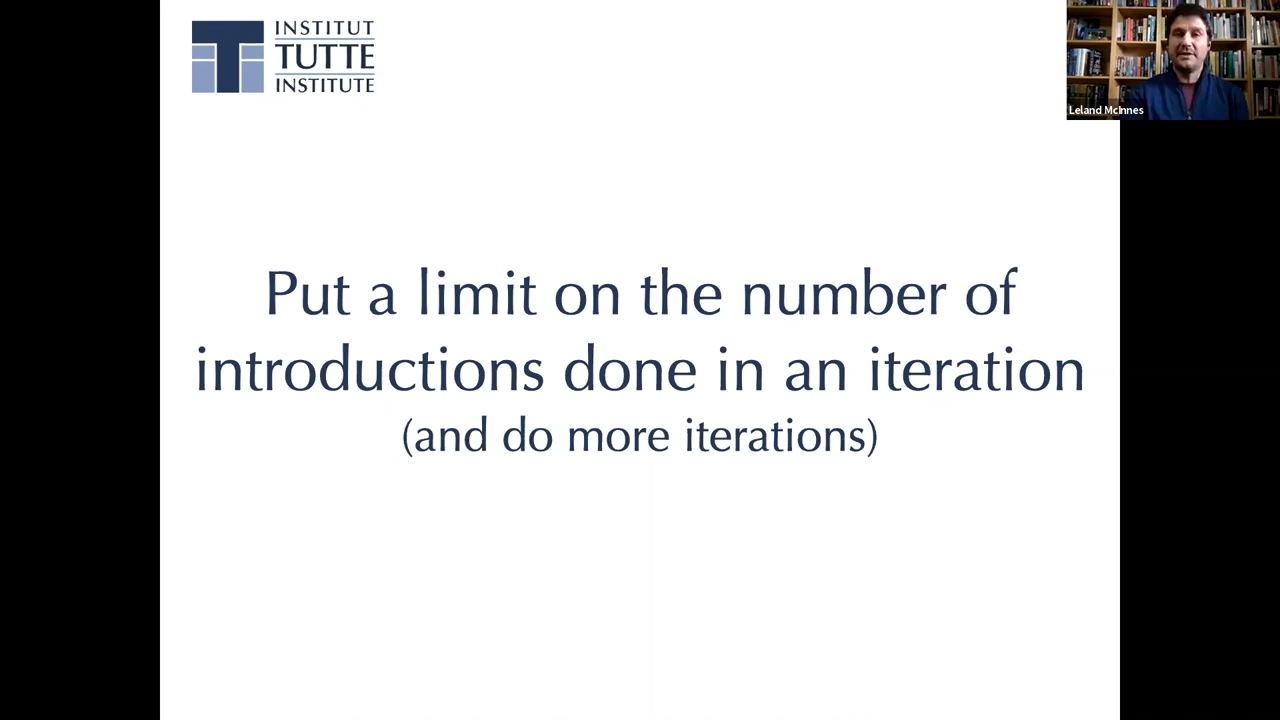 INSTITUT
TUTTE
INSTITUTE
Leland McInnes
Put a limit on the number of
introductions done in an iteration
(and do more iterations)